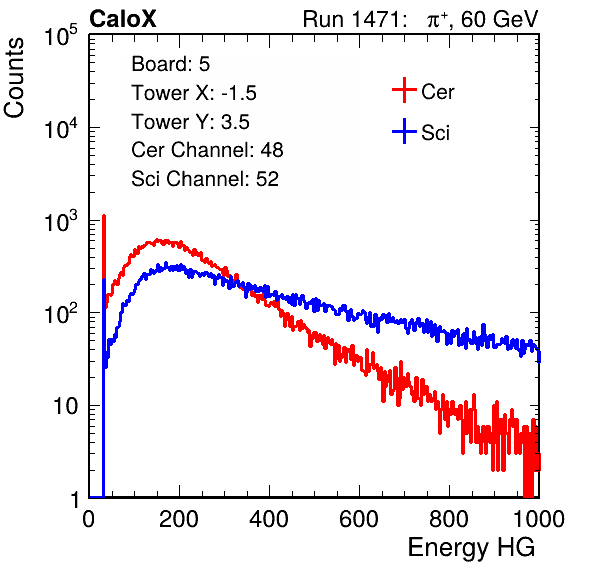 CaloX Run 1471: π⁺, 60 GeV
Counts
Board: 5
Tower X: -1.5
Tower Y: 3.5
Cer Channel: 48
Sci Channel: 52
Cer
Sci
10⁵
10⁴
10³
10²
10
1
0 200 400 600 800 1000
Energy HG